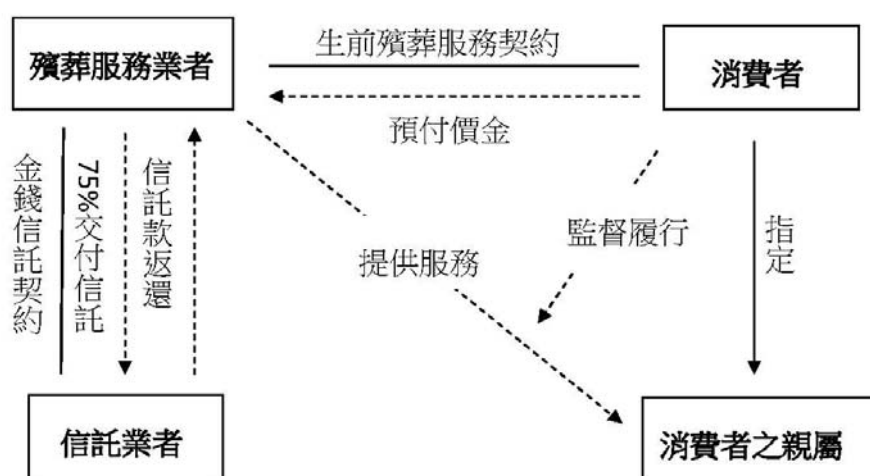 生前殯葬服務契約
殯葬服務業者
消費者
預付價金
金錢信託契約
75%交付信託
信託款返還
提供服務
監督履行
指定
信託業者
消費者之親屬